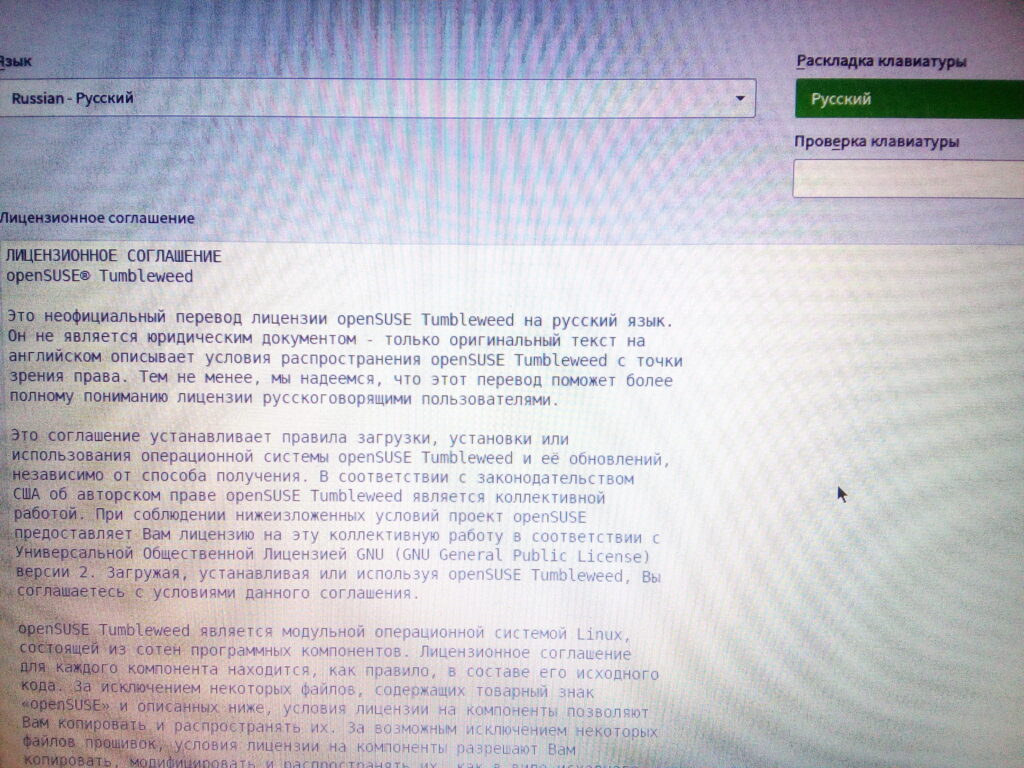 Язык
Раскладка клавиатуры
Russian - Русский
Русский
Проверка клавиатуры
Лицензионное соглашение
ЛИЦЕНЗИОННОЕ СОГЛАШЕНИЕ
openSUSE® Tumbleweed
Это неофициальный перевод лицензии openSUSE Tumbleweed на русский язык.
Он не является юридическим документом - только оригинальный текст на
английском описывает условия распространения openSUSE Tumbleweed с точки
зрения права. Тем не менее, мы надеемся, что этот перевод поможет более
полному пониманию лицензии русскоговорящими пользователями.
Это соглашение устанавливает правила загрузки, установки или
использования операционной системы openSUSE Tumbleweed и её обновлений,
независимо от способа получения. В соответствии с законодательством
США об авторском праве openSUSE Tumbleweed является коллективной
работой. При соблюдении нижеизложенных условий проект openSUSE
предоставляет Вам лицензию на эту коллективную работу в соответствии с
Универсальной Общественной Лицензией GNU (GNU General Public License)
версии 2. Загружая, устанавливая или используя openSUSE Tumbleweed, Вы
соглашаетесь с условиями данного соглашения.
openSUSE Tumbleweed является модульной операционной системой Linux,
состоящей из сотен программных компонентов. Лицензионное соглашение
для каждого компонента находится, как правило, в составе его исходного
кода. За исключением некоторых файлов, содержащих товарный знак
«openSUSE» и описанных ниже, условия лицензии на компоненты позволяют
Вам копировать и распространять их. За возможным исключением некоторых
файлов прошивок, условия лицензии на компоненты разрешают Вам
копировать, модифицировать и распространять их, как в виде исходного